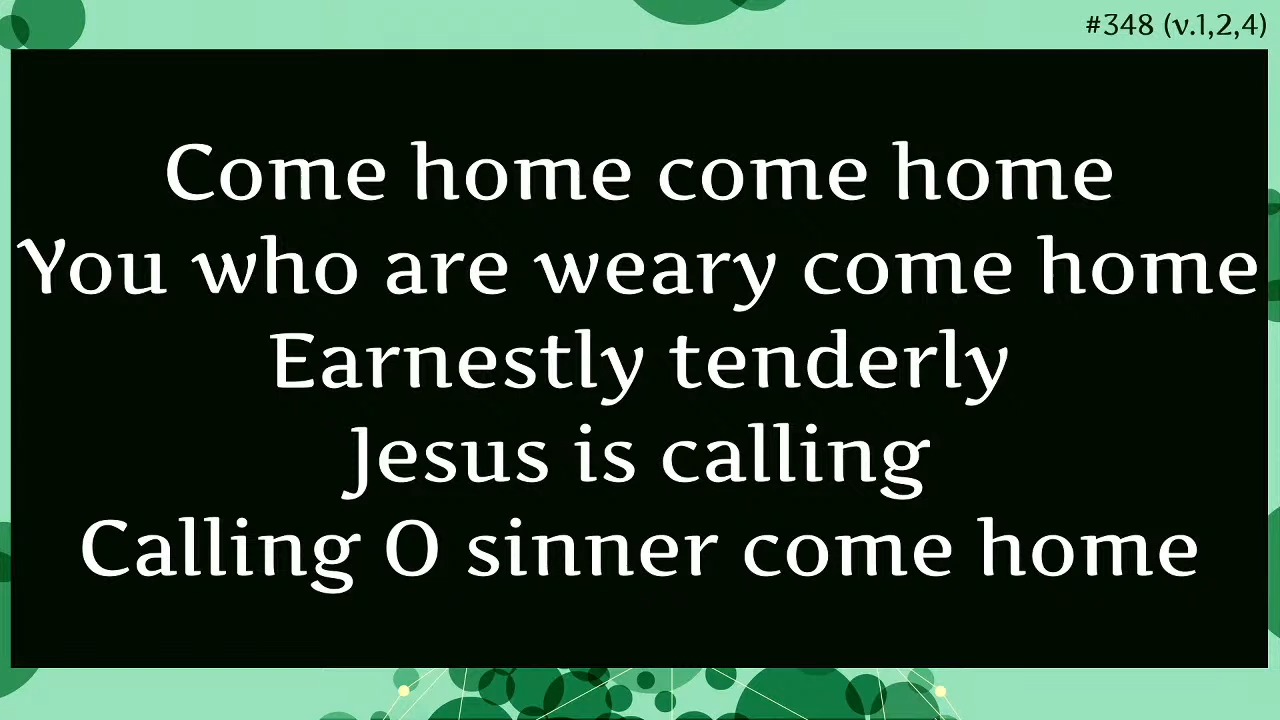 #348 (v.1,2,4)
Come home come home
You who are weary come home
Earnestly tenderly
Jesus is calling
Calling O sinner come home